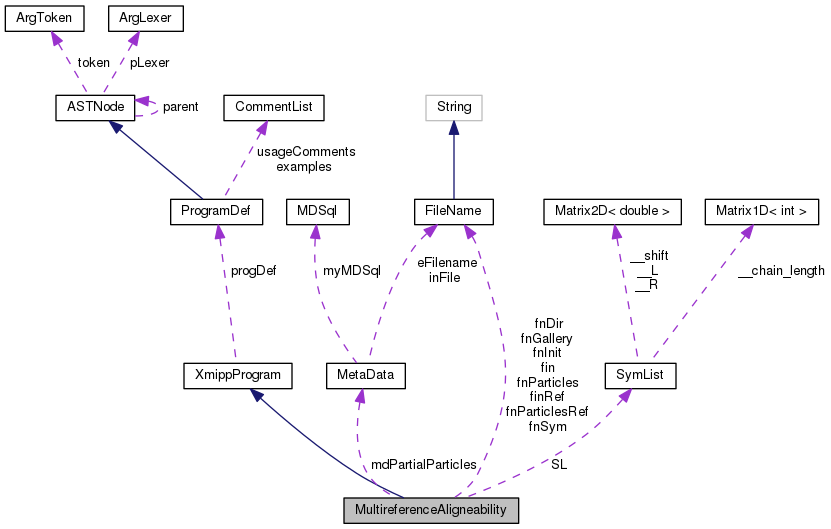 ArgToken
ArgLexer
token
pLexer
ASTNode
parent
CommentList
String
usageComments
examples
ProgramDef
MDSql
FileName
Matrix2D< double >
Matrix1D< int >
progDef
myMDSql
eFilename
inFile
__shift
__L
__R
__chain_length
fnDir
fnGallery
fnInit
fin
fnParticles
finRef
fnParticlesRef
fnSym
XmippProgram
MetaData
SymList
mdPartialParticles
SL
MultireferenceAligneability